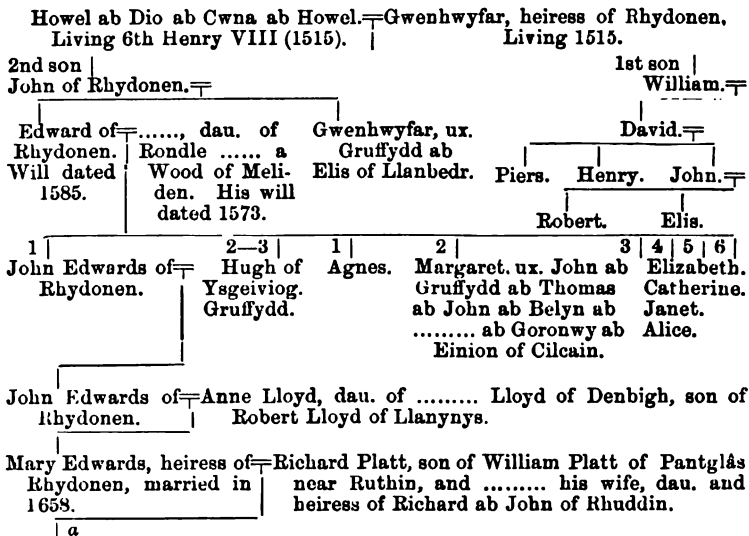 Howel ab Dio ab Cwna ab Howel. Gwenhwyfar, heiress of Rhydonen,
Living 6th Henry VIII (1515). Living 1515.
2nd son 1st son
John of Rhydonen. William.
Edward of ......, dau. of Gwenhwyfar, ux. David.
Rhydonen. Rondle ...... a Gruffydd ab
Will dated Wood of Meli- Elis of Llanbedr. Piers. Henry. John.
1585. den. His will
dated 1573. Robert. Elis.
1 2—3 1 2 3 4 5 6
John Edwards of Hugh of Agnes. Margaret, ux. John ab Elizabeth.
Rhydonen. Ysgeiviog. Gruffydd ab Thomas Catherine.
Gruffydd. ab John ab Belyn ab Janet.
......... ab Goronwy ab Alice.
Einion of Cilcain.
John Edwards of Anne Lloyd, dau. of ......... Lloyd of Denbigh, son of
Rhydonen. Robert Lloyd of Llanynys.
Mary Edwards, heiress of Richard Platt, son of William Platt of Pantglâs
Rhydonen, married in near Ruthin, and ......... his wife, dau. and
1658. heiress of Richard ab John of Rhuddin.
a